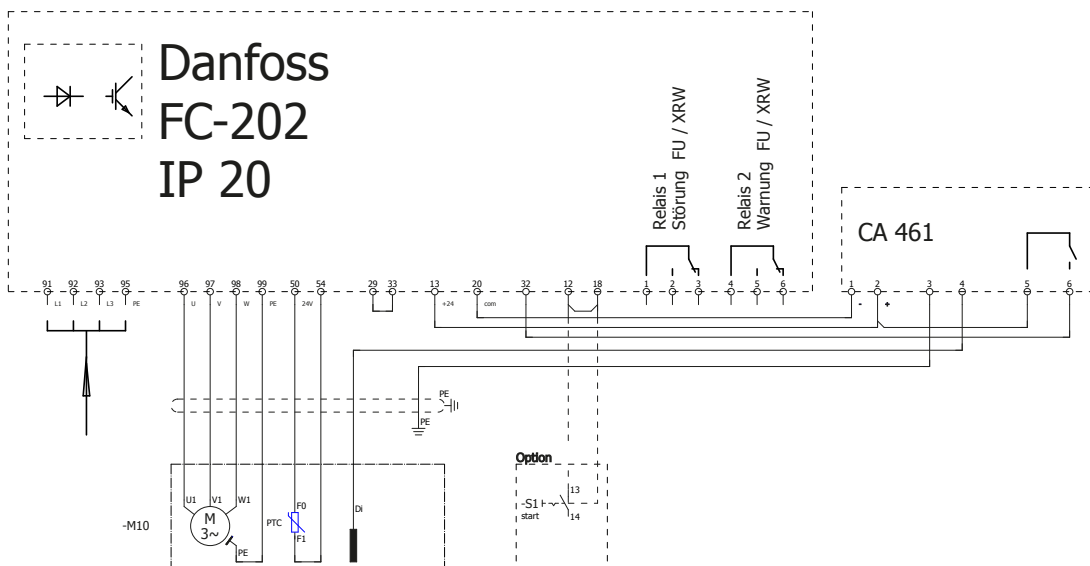 Danfoss
FC-202
IP 20
Relais 1
Störung FU / XRW
Relais 2
Warnung FU / XRW
CA 461
91 92 93 95 96 97 98 99 50 54 29 33 13 20 32 12 18 1 2 3 4 5 6 1 2 3 4 5 6
L1 L2 L3 PE U V W PE 24V +24 com - +
PE
PE
Option
U1 V1 W1 F0 Di 13
-S1
-M10 M PTC start 14
3~ F1
PE